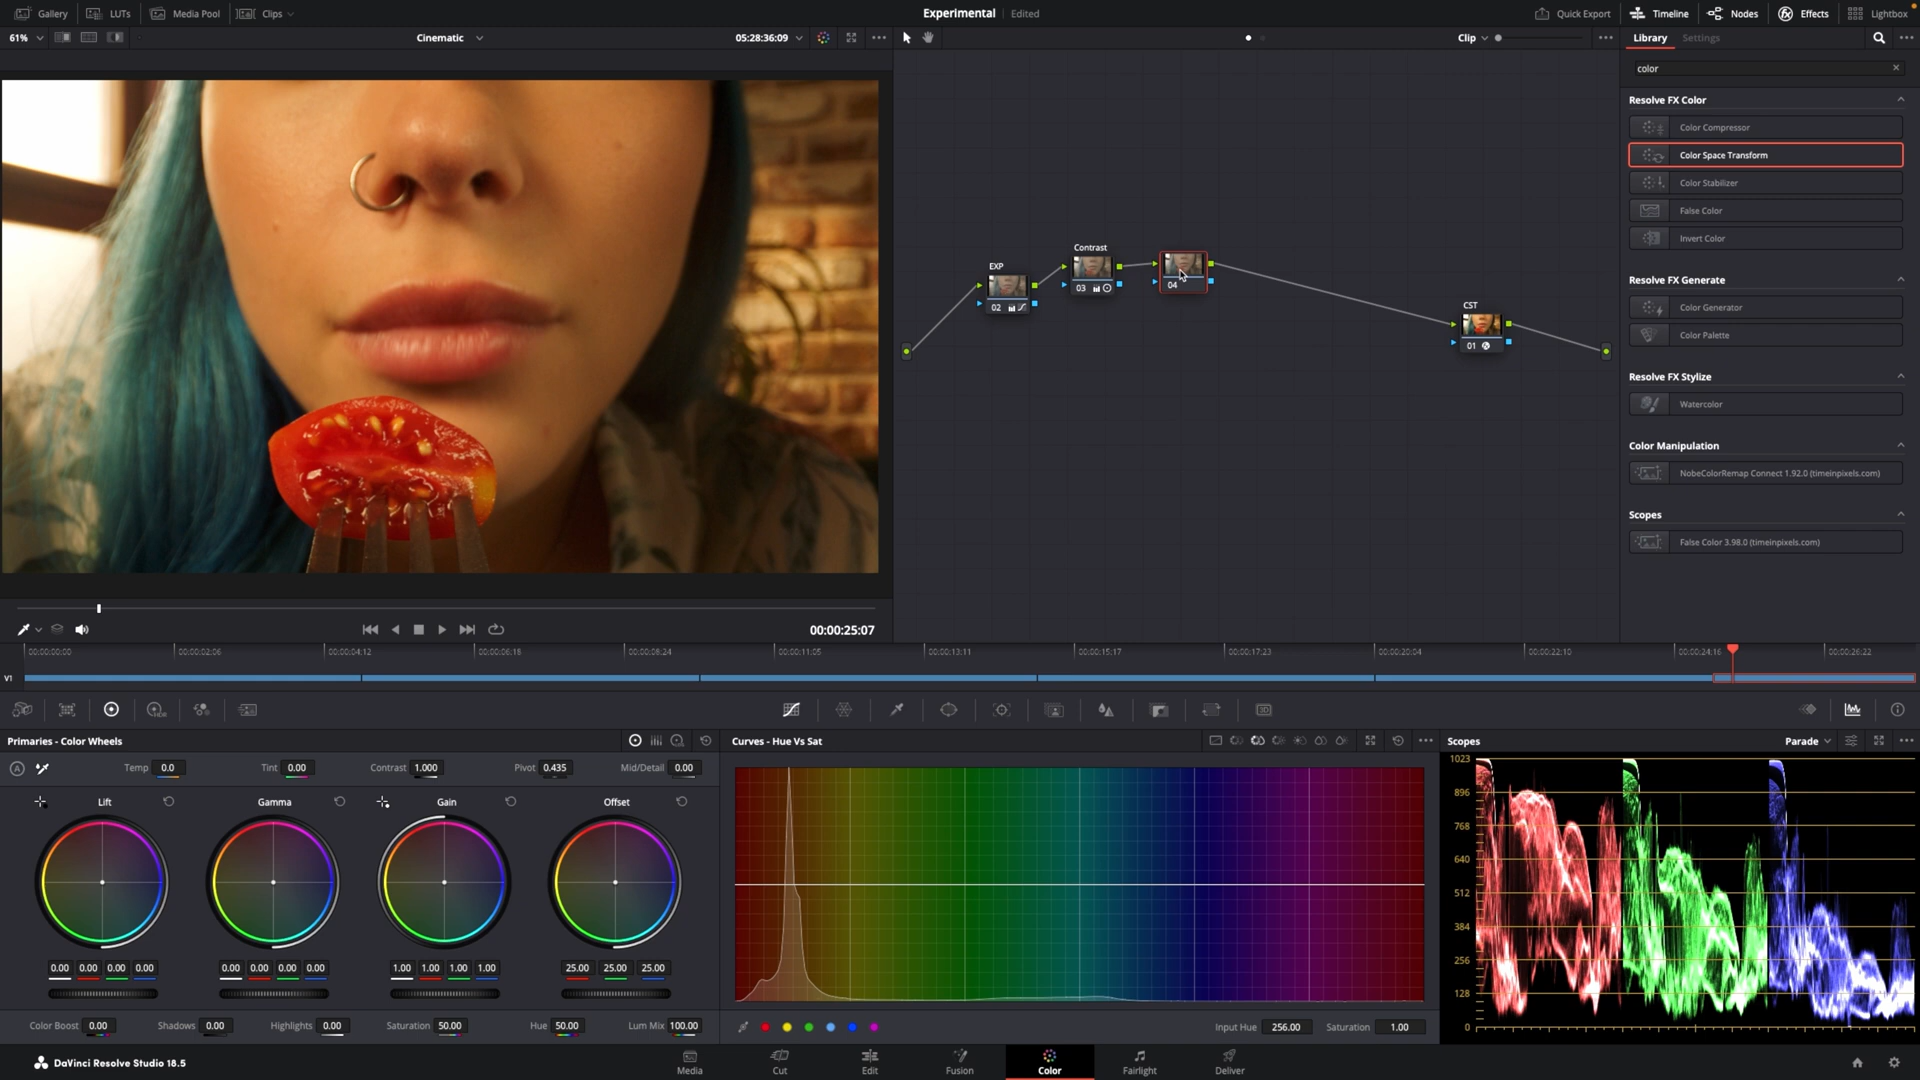 Gallery LUTs Media Pool Clips Experimental Edited Quick Export Timeline Nodes Effects Lightbox
61% Cinematic 05:28:36:09 Clip Library Settings
color
Resolve FX Color
Color Compressor
Color Space Transform
Color Stabilizer
False Color
Invert Color
Resolve FX Generate
Color Generator
Color Palette
Resolve FX Stylize
Watercolor
Color Manipulation
NobeColorRemap Connect 1.92.0 (timeinpixels.com)
Scopes
False Color 3.98.0 (timeinpixels.com)
EXP
02
Contrast
03
04
CST
01
00:00:25:07
00:00:00:00 00:00:02:06 00:00:04:12 00:00:06:18 00:00:08:24 00:00:11:05 00:00:13:11 00:00:15:17 00:00:17:23 00:00:20:04 00:00:22:10 00:00:24:16 00:00:26:22
V1
HDR
3D
Primaries - Color Wheels
A Temp 0.0 Tint 0.00 Contrast 1.000 Pivot 0.435 Mid/Detail 0.00
Lift Gamma Gain Offset
0.00 0.00 0.00 0.00 0.00 0.00 0.00 0.00 1.00 1.00 1.00 1.00 25.00 25.00 25.00
Color Boost 0.00 Shadows 0.00 Highlights 0.00 Saturation 50.00 Hue 50.00 Lum Mix 100.00
Curves - Hue Vs Sat
Input Hue 256.00 Saturation 1.00
Scopes Parade
1023
896
768
640
512
384
256
128
0
DaVinci Resolve Studio 18.5
Media Cut Edit Fusion Color Fairlight Deliver